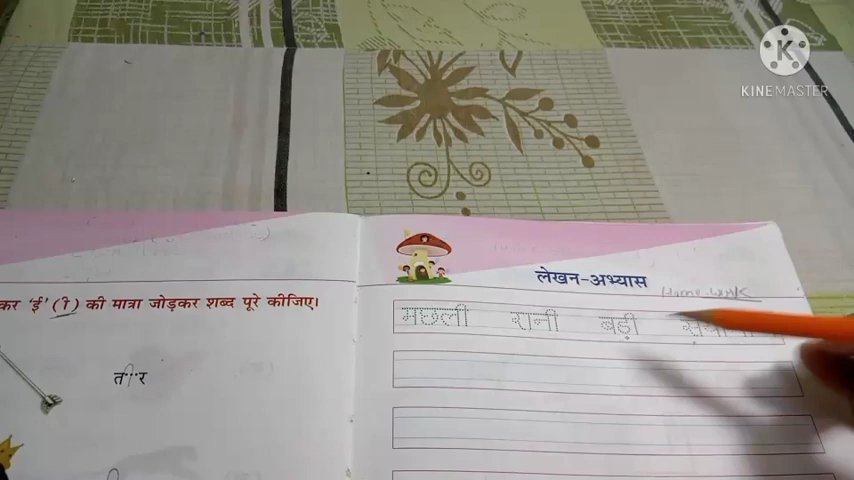 KINEMASTER
कर 'ई' (ी) की मात्रा जोड़कर शब्द पूरे कीजिए।
तीर
लेखन-अभ्यास
Home work
मछली रानी बड़ी